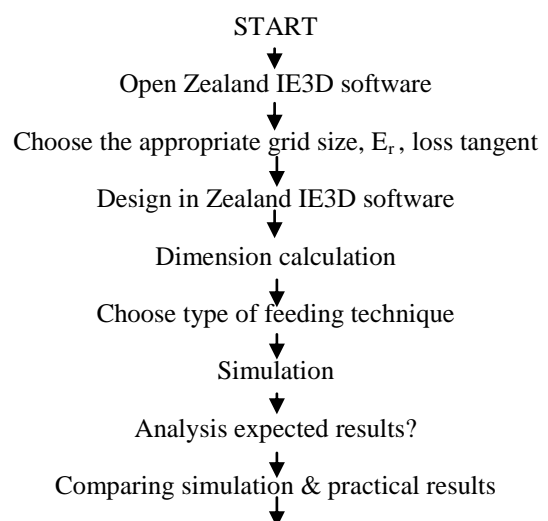 START
Open Zealand IE3D software
Choose the appropriate grid size, Er , loss tangent
Design in Zealand IE3D software
Dimension calculation
Choose type of feeding technique
Simulation
Analysis expected results?
Comparing simulation & practical results